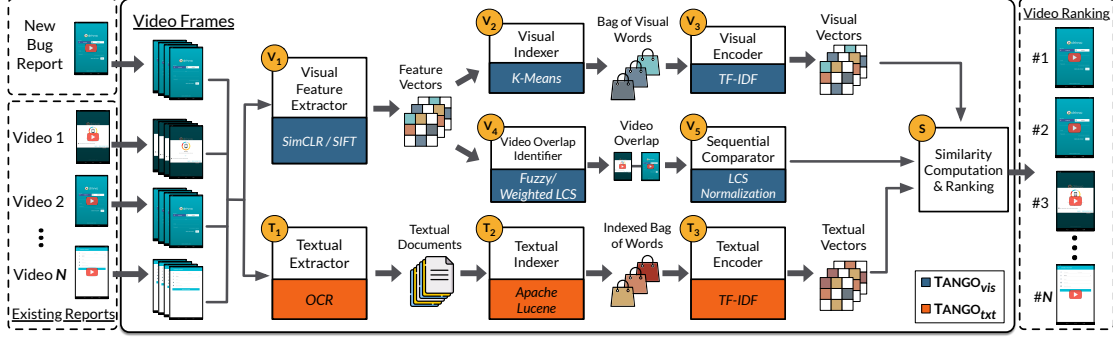 New
Bug
Report
Video 1
Video 2
Video N
Existing Reports
Video Frames
V1
Visual
Feature
Extractor
SimCLR / SIFT
Feature
Vectors
V2
Visual
Indexer
K-Means
Bag of Visual
Words
V3
Visual
Encoder
TF-IDF
Visual
Vectors
V4
Video Overlap
Identifier
Fuzzy/
Weighted LCS
Video
Overlap
V5
Sequential
Comparator
LCS
Normalization
S
Similarity
Computation
& Ranking
T1
Textual
Extractor
OCR
Textual
Documents
T2
Textual
Indexer
Apache
Lucene
Indexed Bag
of Words
T3
Textual
Encoder
TF-IDF
Textual
Vectors
TANGOvis
TANGOtxt
Video Ranking
#1
#2
#3
#N